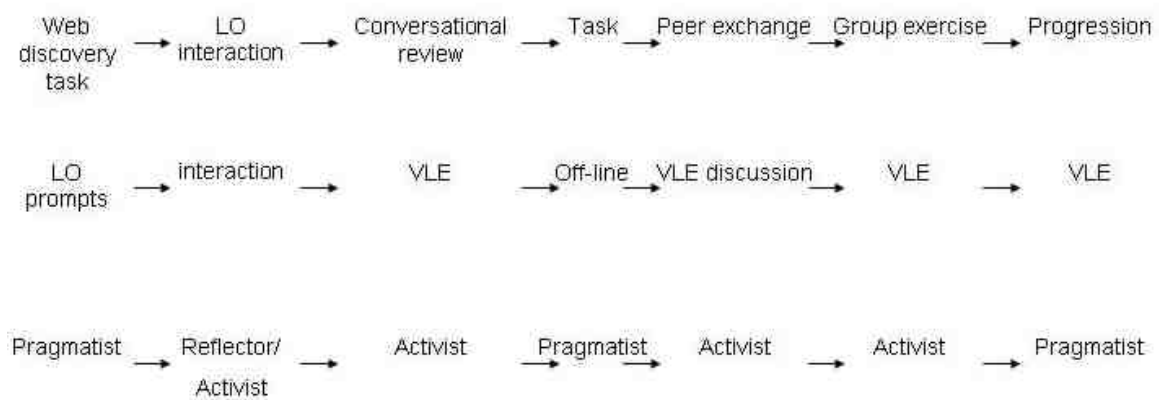 Web discovery task → LO interaction → Conversational review → Task → Peer exchange → Group exercise → Progression
LO prompts → interaction → VLE → Off-line → VLE discussion → VLE → VLE
Pragmatist → Reflector/ Activist → Activist → Pragmatist → Activist → Activist → Pragmatist